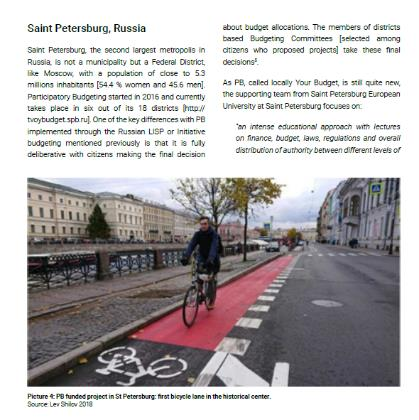 Saint Petersburg, Russia
Saint Petersburg, the second largest metropolis in
Russia, is not a municipality but a Federal District,
like Moscow, with a population of close to 5.3
millions inhabitants [54.4 % women and 45.6 men].
Participatory Budgeting started in 2016 and currently
takes place in six out of its 18 districts [http://
tvoybudget.spb.ru]. One of the key differences with PB
implemented through the Russian LISP or Initiative
budgeting mentioned previously is that it is fully
deliberative with citizens making the final decision
about budget allocations. The members of districts
based Budgeting Committees [selected among
citizens who proposed projects] take these final
decisions⁶.
As PB, called locally Your Budget, is still quite new,
the supporting team from Saint Petersburg European
University at Saint Petersburg focuses on:
"an intense educational approach with lectures
on finance, budget, laws, regulations and overall
distribution of authority between different levels of
Picture 4: PB funded project in St Petersburg: first bicycle lane in the historical center.
Source: Lev Shilov 2018